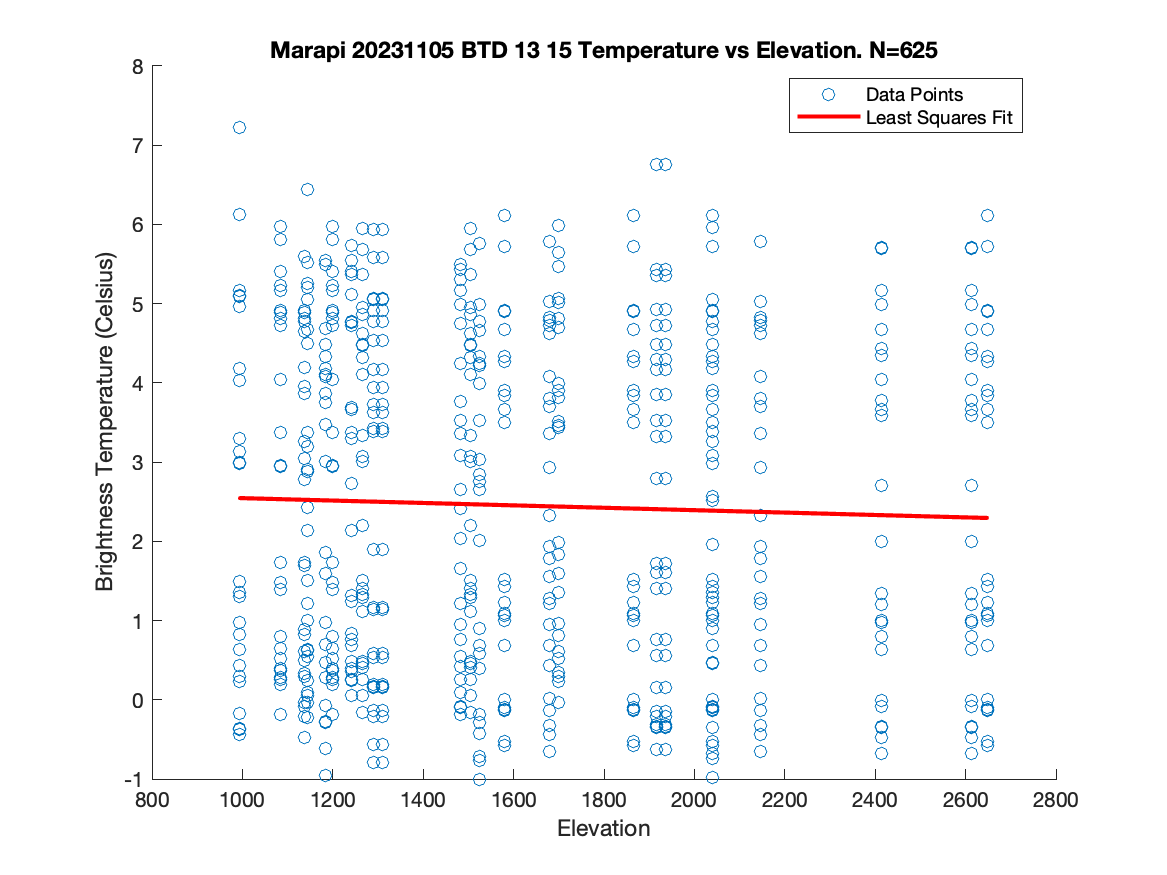 Marapi 20231105 BTD 13 15 Temperature vs Elevation. N=625
Data Points
Least Squares Fit
8
7
6
5
4
3
2
1
0
-1
Brightness Temperature (Celsius)
800 1000 1200 1400 1600 1800 2000 2200 2400 2600 2800
Elevation